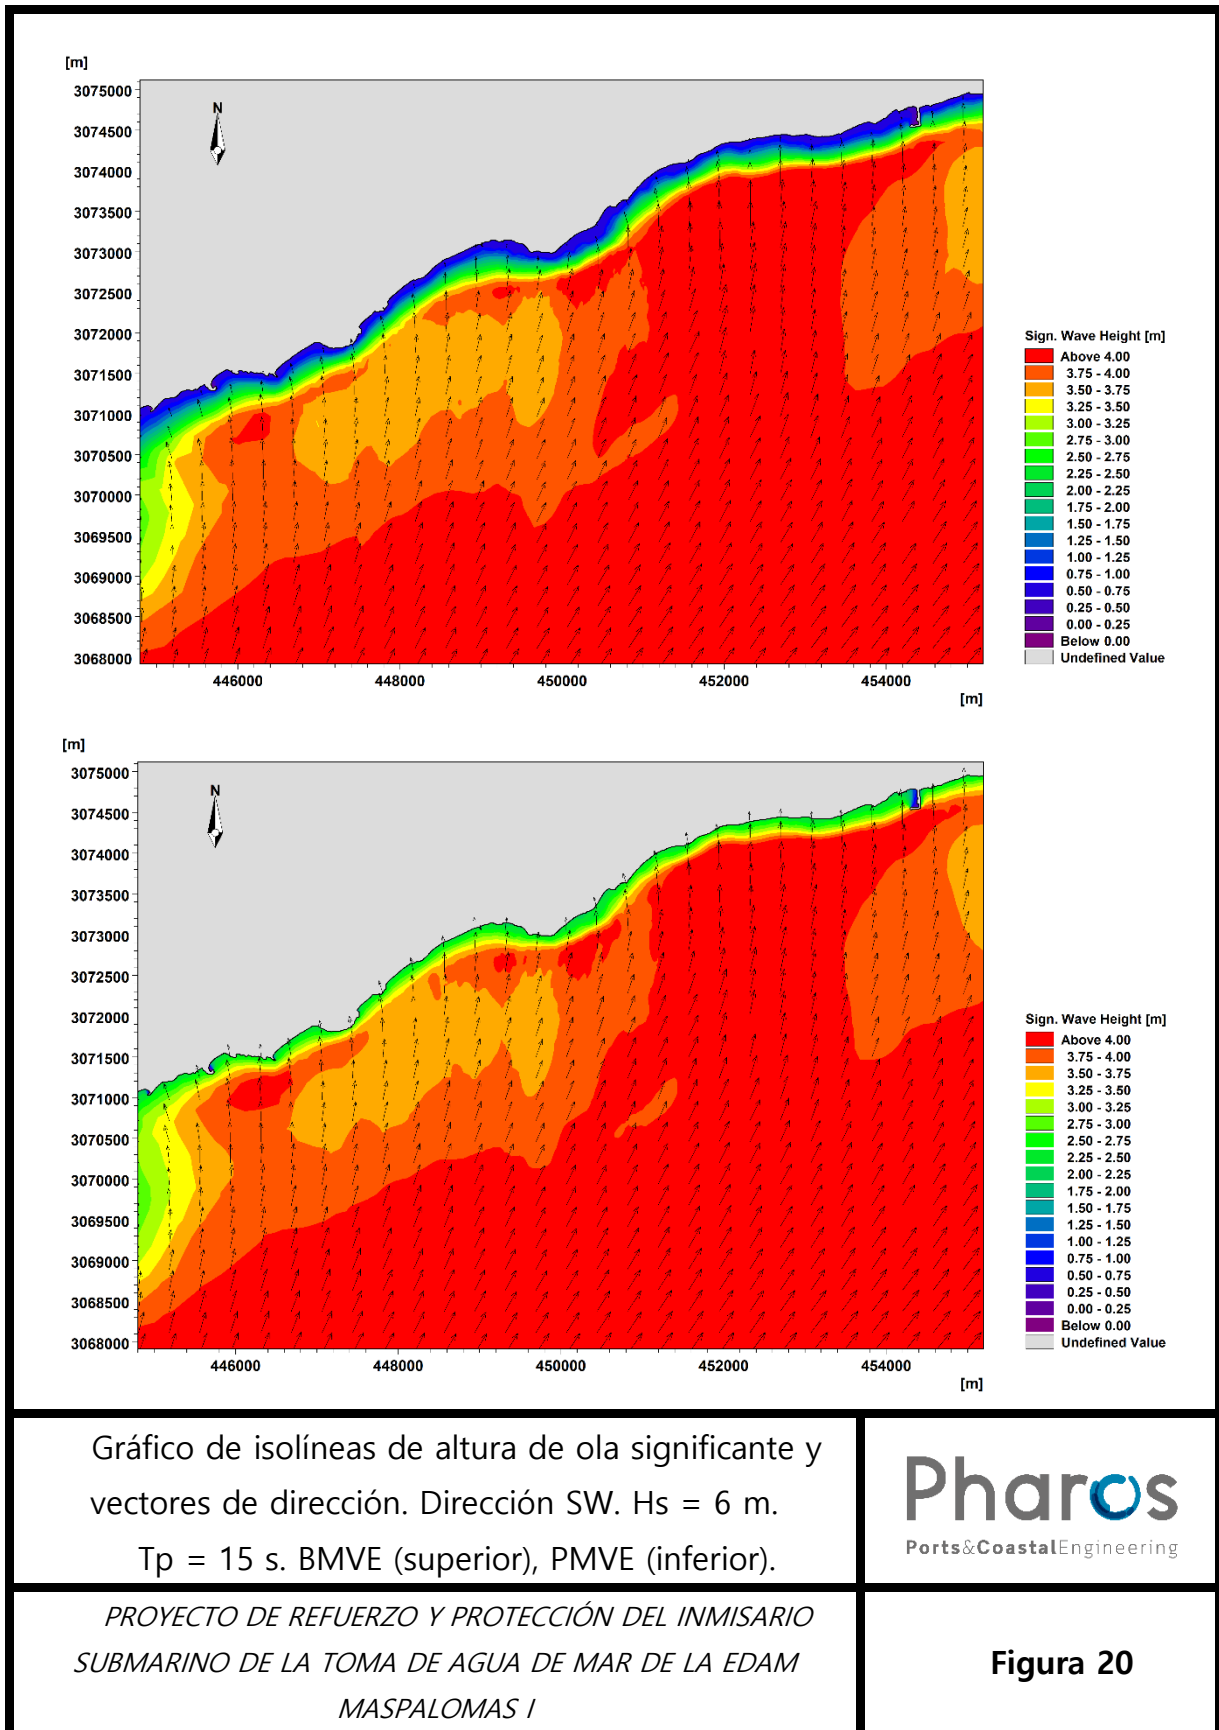 [m]
3075000
N
3074500
3074000
3073500
3073000
3072500
3072000
3071500
3071000
3070500
3070000
3069500
3069000
3068500
3068000
446000 448000 450000 452000 454000
[m]
Sign. Wave Height [m]
Above 4.00
3.75 - 4.00
3.50 - 3.75
3.25 - 3.50
3.00 - 3.25
2.75 - 3.00
2.50 - 2.75
2.25 - 2.50
2.00 - 2.25
1.75 - 2.00
1.50 - 1.75
1.25 - 1.50
1.00 - 1.25
0.75 - 1.00
0.50 - 0.75
0.25 - 0.50
0.00 - 0.25
Below 0.00
Undefined Value
[m]
3075000
N
3074500
3074000
3073500
3073000
3072500
3072000
3071500
3071000
3070500
3070000
3069500
3069000
3068500
3068000
446000 448000 450000 452000 454000
[m]
Sign. Wave Height [m]
Above 4.00
3.75 - 4.00
3.50 - 3.75
3.25 - 3.50
3.00 - 3.25
2.75 - 3.00
2.50 - 2.75
2.25 - 2.50
2.00 - 2.25
1.75 - 2.00
1.50 - 1.75
1.25 - 1.50
1.00 - 1.25
0.75 - 1.00
0.50 - 0.75
0.25 - 0.50
0.00 - 0.25
Below 0.00
Undefined Value
Gráfico de isolíneas de altura de ola significante y
vectores de dirección. Dirección SW. Hs = 6 m.
Tp = 15 s. BMVE (superior), PMVE (inferior).
Pharos
Ports&CoastalEngineering
PROYECTO DE REFUERZO Y PROTECCIÓN DEL INMISARIO
SUBMARINO DE LA TOMA DE AGUA DE MAR DE LA EDAM
MASPALOMAS I
Figura 20